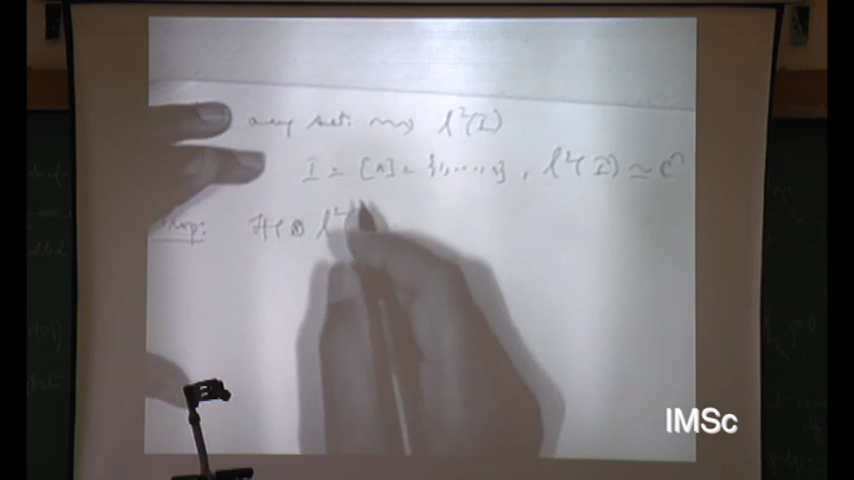 any set. ⇝ l²(I)
I = [n] = {1,....,n}, l²(I) ≃ ℂⁿ
Prop: H ⊗ l²
IMSc